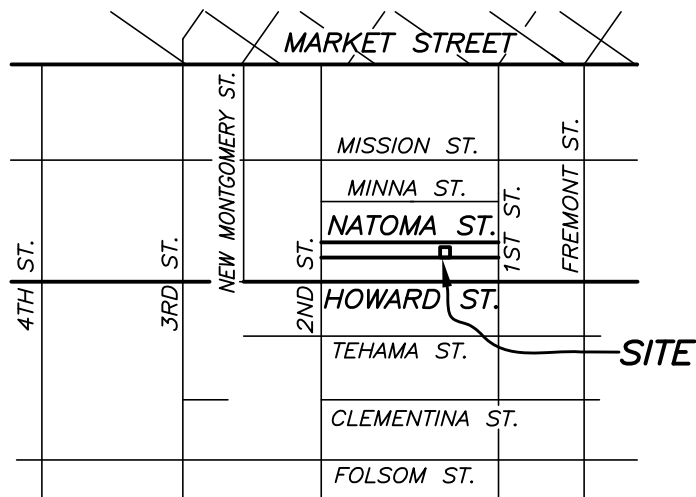 MARKET STREET
MISSION ST.
MINNA ST.
NATOMA ST.
HOWARD ST.
TEHAMA ST.
SITE
CLEMENTINA ST.
FOLSOM ST.
4TH ST.
3RD ST.
NEW MONTGOMERY ST.
2ND ST.
1ST ST.
FREMONT ST.